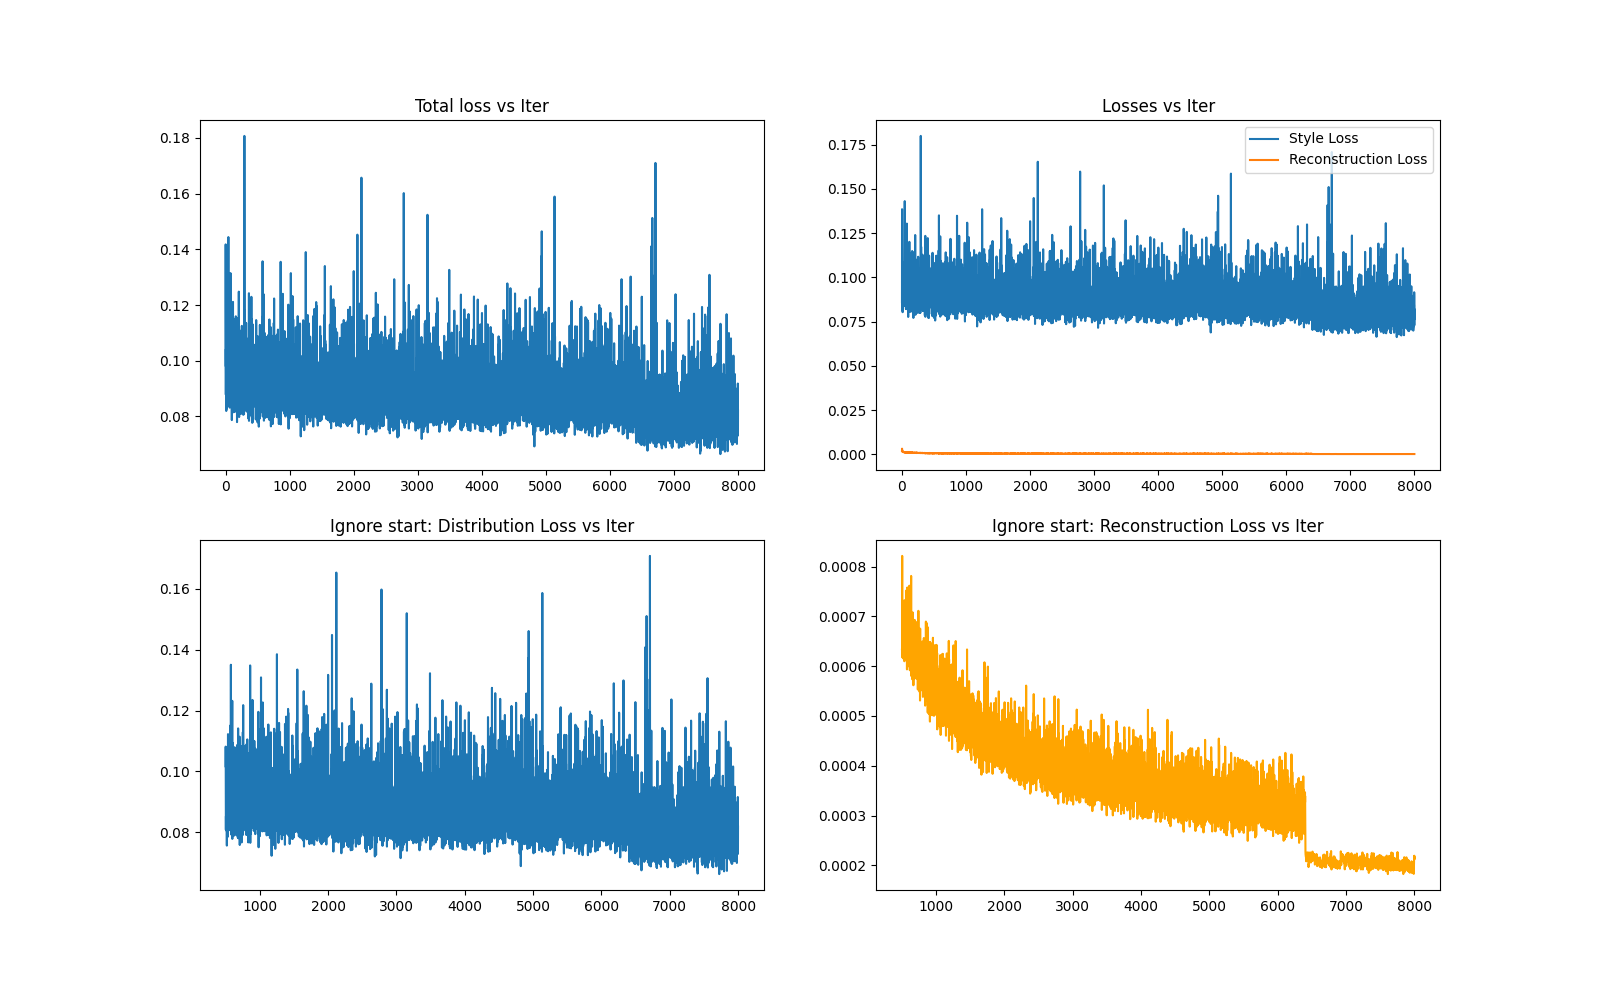 Total loss vs Iter
0.18
0.16
0.14
0.12
0.10
0.08
0 1000 2000 3000 4000 5000 6000 7000 8000
Losses vs Iter
Style Loss
Reconstruction Loss
0.175
0.150
0.125
0.100
0.075
0.050
0.025
0.000
0 1000 2000 3000 4000 5000 6000 7000 8000
Ignore start: Distribution Loss vs Iter
0.16
0.14
0.12
0.10
0.08
1000 2000 3000 4000 5000 6000 7000 8000
Ignore start: Reconstruction Loss vs Iter
0.0008
0.0007
0.0006
0.0005
0.0004
0.0003
0.0002
1000 2000 3000 4000 5000 6000 7000 8000